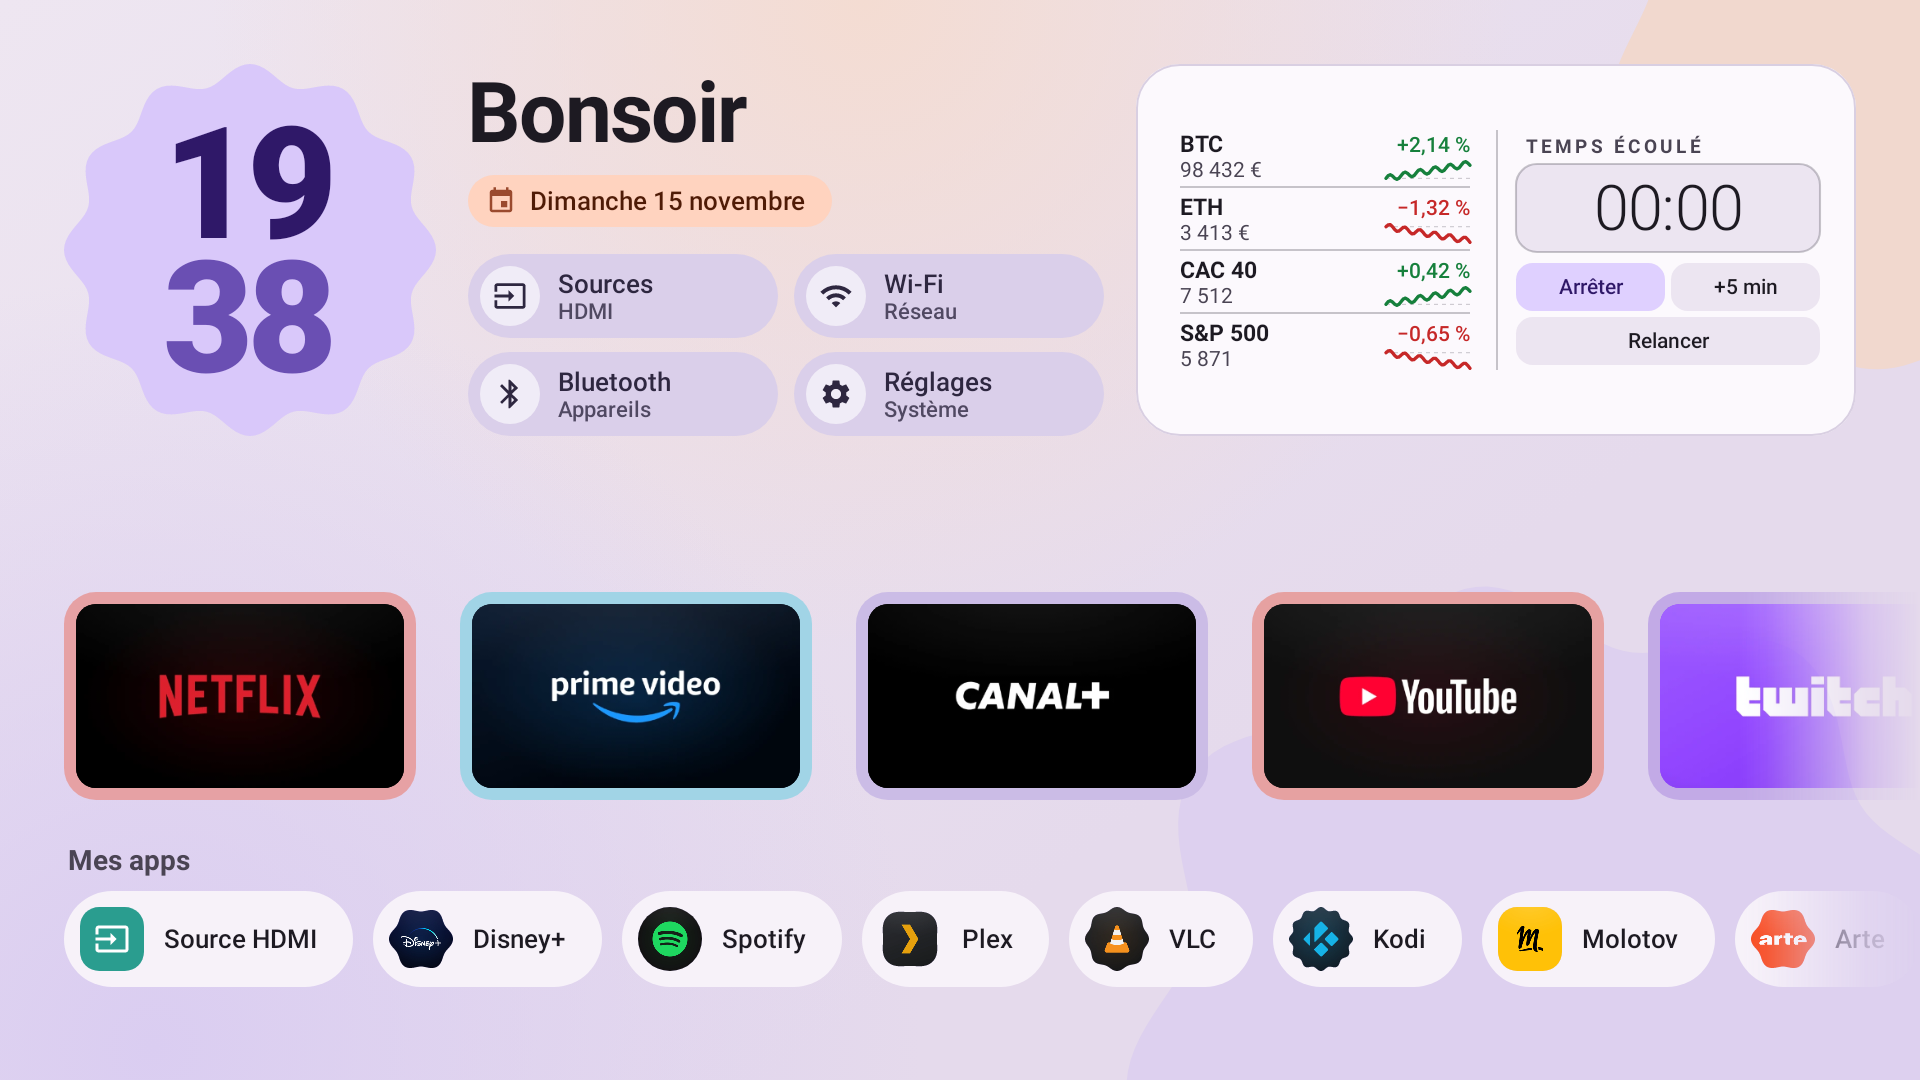 19
38
Bonsoir
Dimanche 15 novembre
Sources
HDMI
Wi-Fi
Réseau
Bluetooth
Appareils
Réglages
Système
BTC
+2,14 %
98 432 €
ETH
−1,32 %
3 413 €
CAC 40
+0,42 %
7 512
S&P 500
−0,65 %
5 871
TEMPS ÉCOULÉ
00:00
Arrêter
+5 min
Relancer
NETFLIX
prime video
CANAL+
YouTube
twitch
Mes apps
Source HDMI
Disney+
Disney+
Spotify
Plex
VLC
Kodi
M.
Molotov
arte
Arte